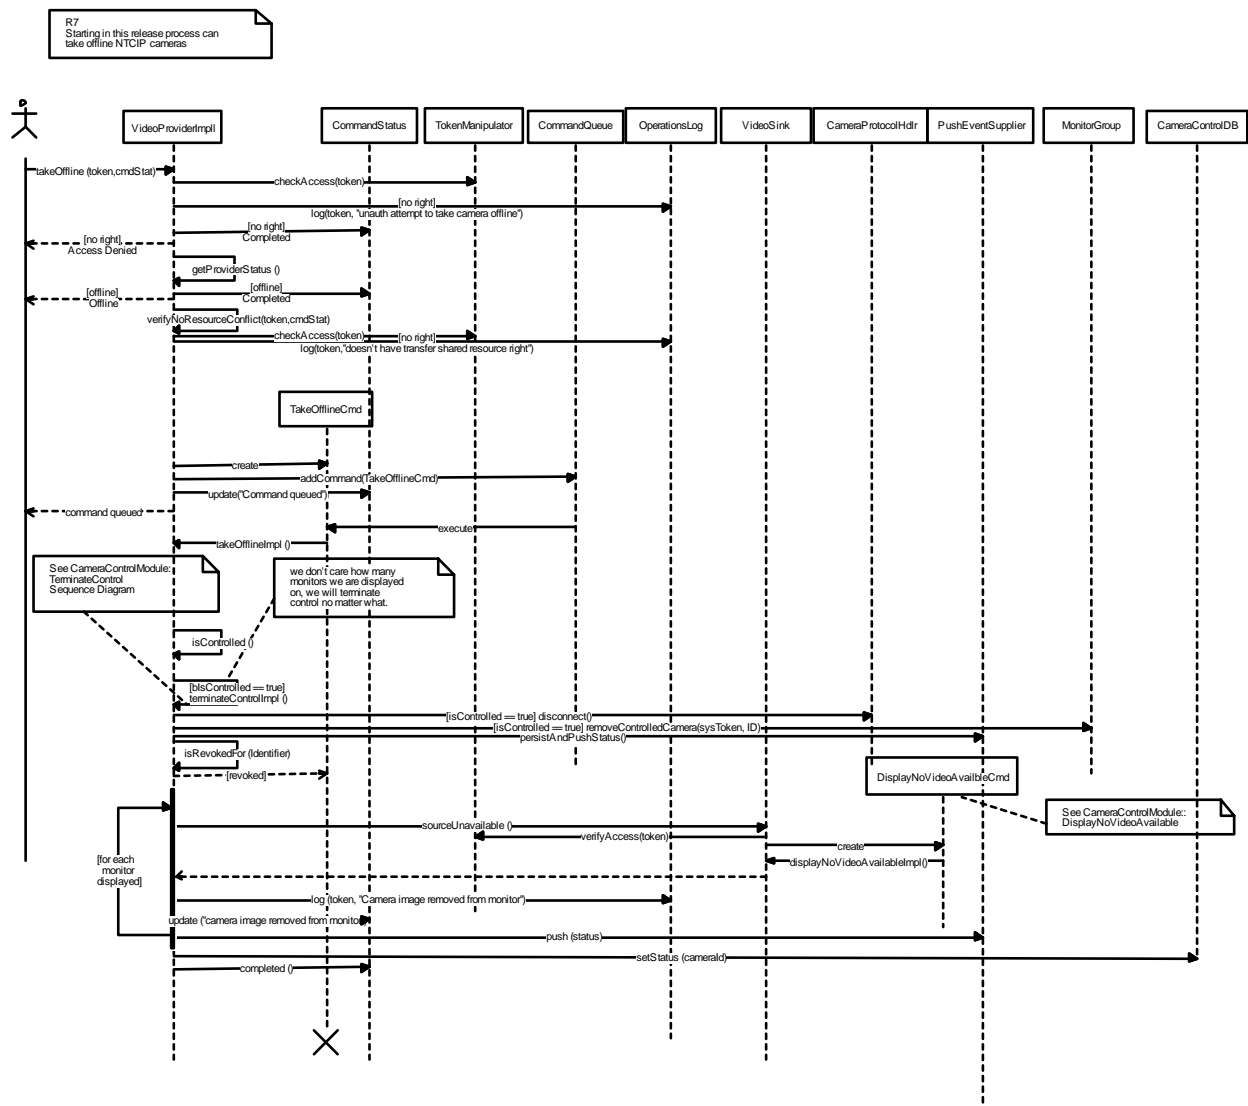 R7
Starting in this release process can
take offline NTCIP cameras
VideoProviderImpll
CommandStatus
TokenManipulator
CommandQueue
OperationsLog
VideoSink
CameraProtocolHdlr
PushEventSupplier
MonitorGroup
CameraControlDB
takeOffline (token,cmdStat)
checkAccess(token)
[no right]
log(token, "unauth attempt to take camera offline")
[no right]
Completed
[no right]
Access Denied
getProviderStatus ()
[offline]
Completed
[offline]
Offline
verifyNoResourceConflict(token,cmdStat)
checkAccess(token)
[no right]
log(token,"doesn't have transfer shared resource right")
TakeOfflineCmd
create
addCommand(TakeOfflineCmd)
update("Command queued")
command queued
execute
takeOfflineImpl ()
See CameraControlModule:
TerminateControl
Sequence Diagram
we don't care how many
monitors we are displayed
on, we will terminate
control no matter what.
isControlled ()
[bIsControlled == true]
terminateControlImpl ()
[isControlled == true] disconnect()
[isControlled == true] removeControlledCamera(sysToken, ID)
persistAndPushStatus()
isRevokedFor (Identifier)
[revoked]
DisplayNoVideoAvailbleCmd
See CameraControlModule::
DisplayNoVideoAvailable
sourceUnavailable ()
verifyAccess(token)
create
displayNoVideoAvailableImpl()
[for each
monitor
displayed]
log (token, "Camera image removed from monitor")
update ("camera image removed from monitor
push (status)
setStatus (cameraId)
completed ()